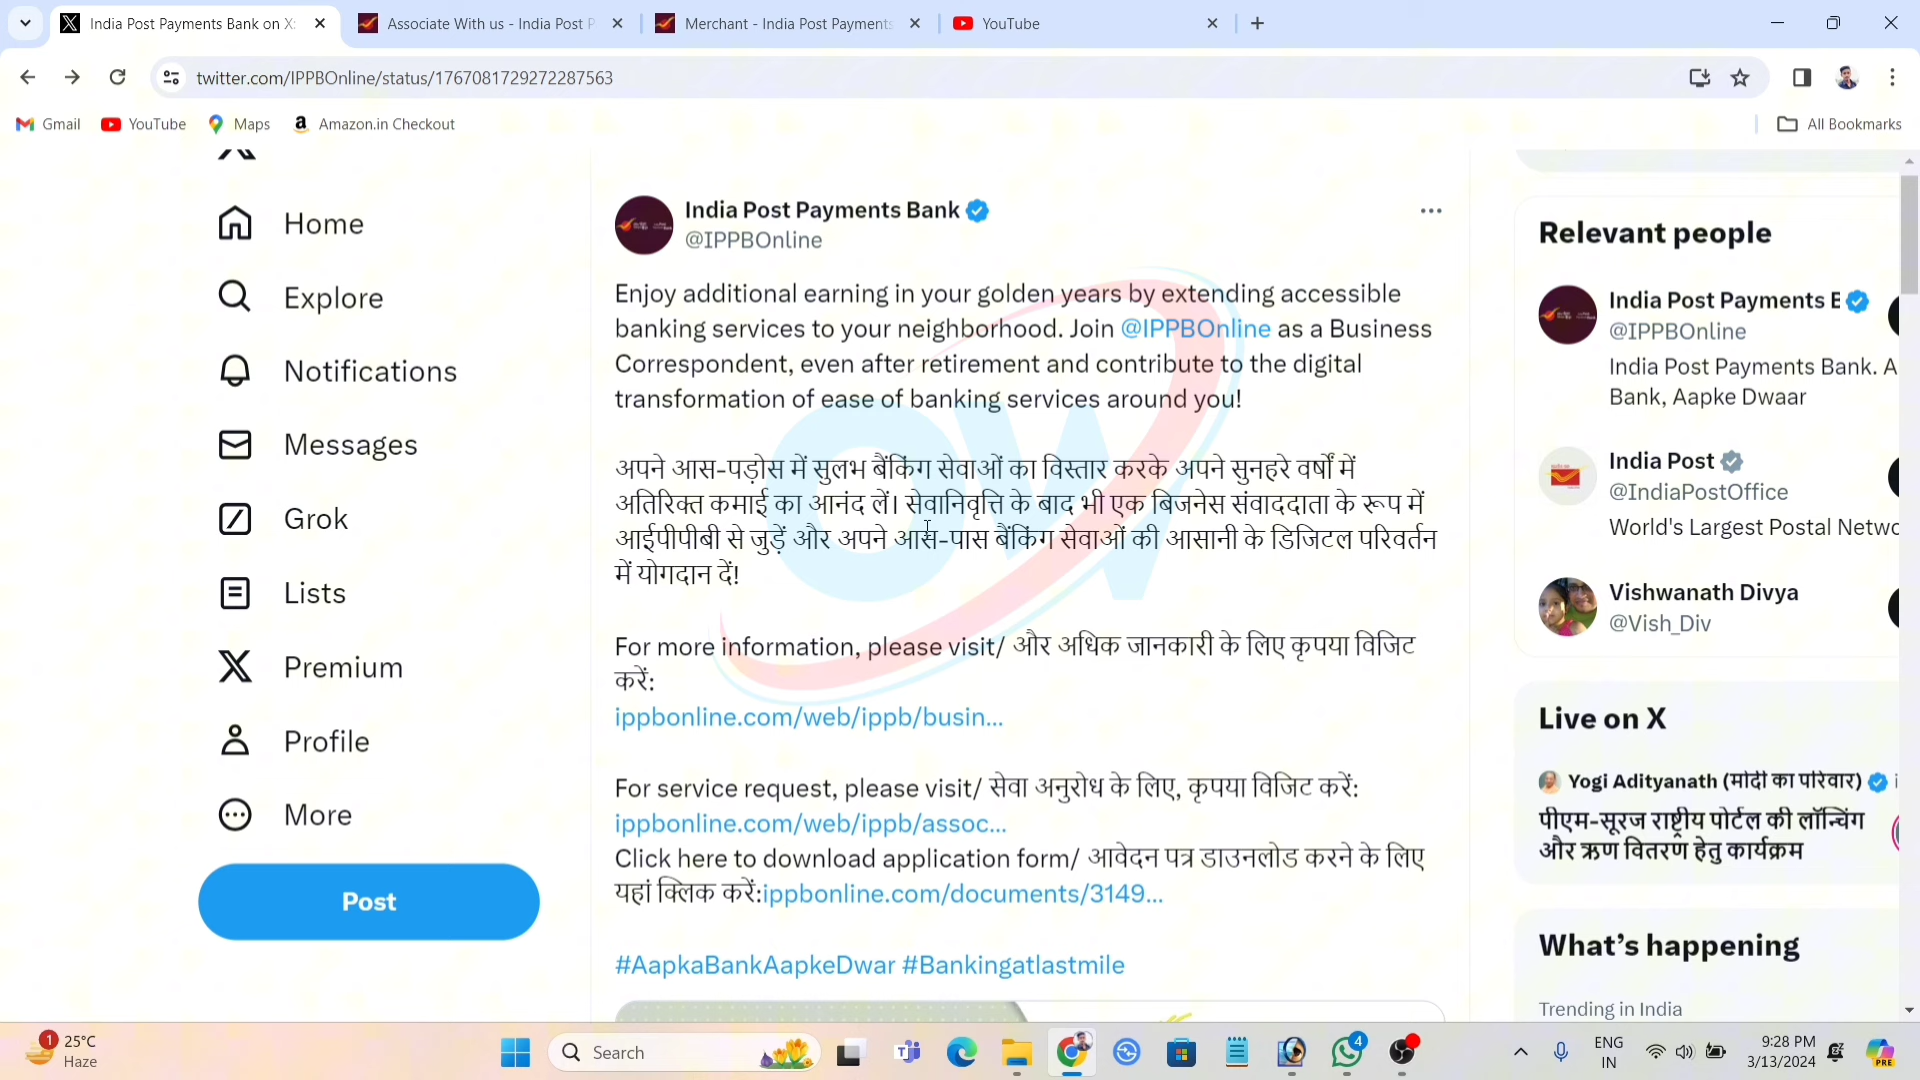 India Post Payments Bank on X:
Associate With us - India Post P
Merchant - India Post Payments
YouTube
twitter.com/IPPBOnline/status/1767081729272287563
Gmail
YouTube
Maps
Amazon.in Checkout
All Bookmarks
Home
Explore
Notifications
Messages
Grok
Lists
Premium
Profile
More
Post
India Post Payments Bank
@IPPBOnline
Enjoy additional earning in your golden years by extending accessible
banking services to your neighborhood. Join @IPPBOnline as a Business
Correspondent, even after retirement and contribute to the digital
transformation of ease of banking services around you!
अपने आस-पड़ोस में सुलभ बैंकिंग सेवाओं का विस्तार करके अपने सुनहरे वर्षों में
अतिरिक्त कमाई का आनंद लें। सेवानिवृत्ति के बाद भी एक बिजनेस संवाददाता के रूप में
आईपीपीबी से जुड़ें और अपने आस-पास बैंकिंग सेवाओं की आसानी के डिजिटल परिवर्तन
में योगदान दें!
For more information, please visit/ और अधिक जानकारी के लिए कृपया विजिट
करें:
ippbonline.com/web/ippb/busin...
For service request, please visit/ सेवा अनुरोध के लिए, कृपया विजिट करें:
ippbonline.com/web/ippb/assoc...
Click here to download application form/ आवेदन पत्र डाउनलोड करने के लिए
यहां क्लिक करें:ippbonline.com/documents/3149...
#AapkaBankAapkeDwar #Bankingatlastmile
OW
Relevant people
India Post Payments B
@IPPBOnline
India Post Payments Bank. A
Bank, Aapke Dwaar
India Post
@IndiaPostOffice
World's Largest Postal Netwo
Vishwanath Divya
@Vish_Div
Live on X
Yogi Adityanath (मोदी का परिवार)
पीएम-सूरज राष्ट्रीय पोर्टल की लॉन्चिंग
और ऋण वितरण हेतु कार्यक्रम
What's happening
Trending in India
1
25°C
Haze
Search
4
ENG
IN
9:28 PM
3/13/2024
PRE